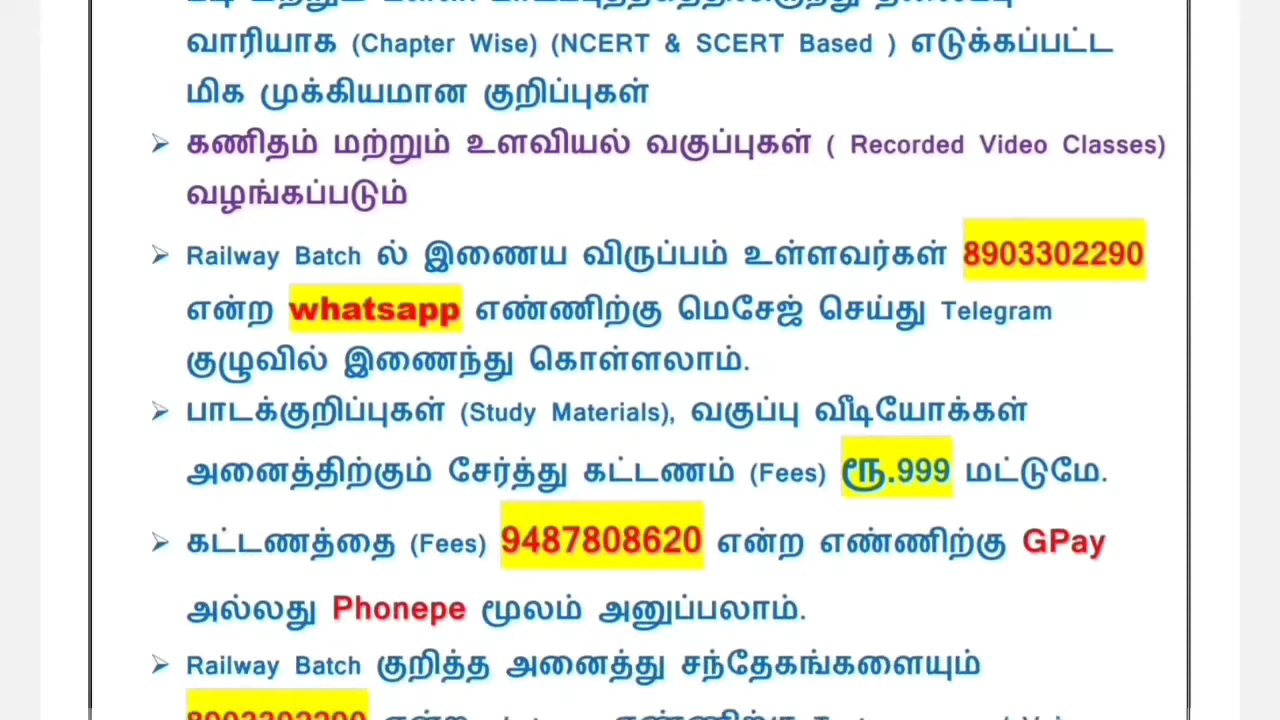 வாரியாக (Chapter Wise) (NCERT & SCERT Based ) எடுக்கப்பட்ட
மிக முக்கியமான குறிப்புகள்
➢ கணிதம் மற்றும் உளவியல் வகுப்புகள் ( Recorded Video Classes)
வழங்கப்படும்
➢ Railway Batch ல் இணைய விருப்பம் உள்ளவர்கள் 8903302290
என்ற whatsapp எண்ணிற்கு மெசேஜ் செய்து Telegram
குழுவில் இணைந்து கொள்ளலாம்.
➢ பாடக்குறிப்புகள் (Study Materials), வகுப்பு வீடியோக்கள்
அனைத்திற்கும் சேர்த்து கட்டணம் (Fees) ரூ.999 மட்டுமே.
➢ கட்டணத்தை (Fees) 9487808620 என்ற எண்ணிற்கு GPay
அல்லது Phonepe மூலம் அனுப்பலாம்.
➢ Railway Batch குறித்த அனைத்து சந்தேகங்களையும்
8903302290 என்ற